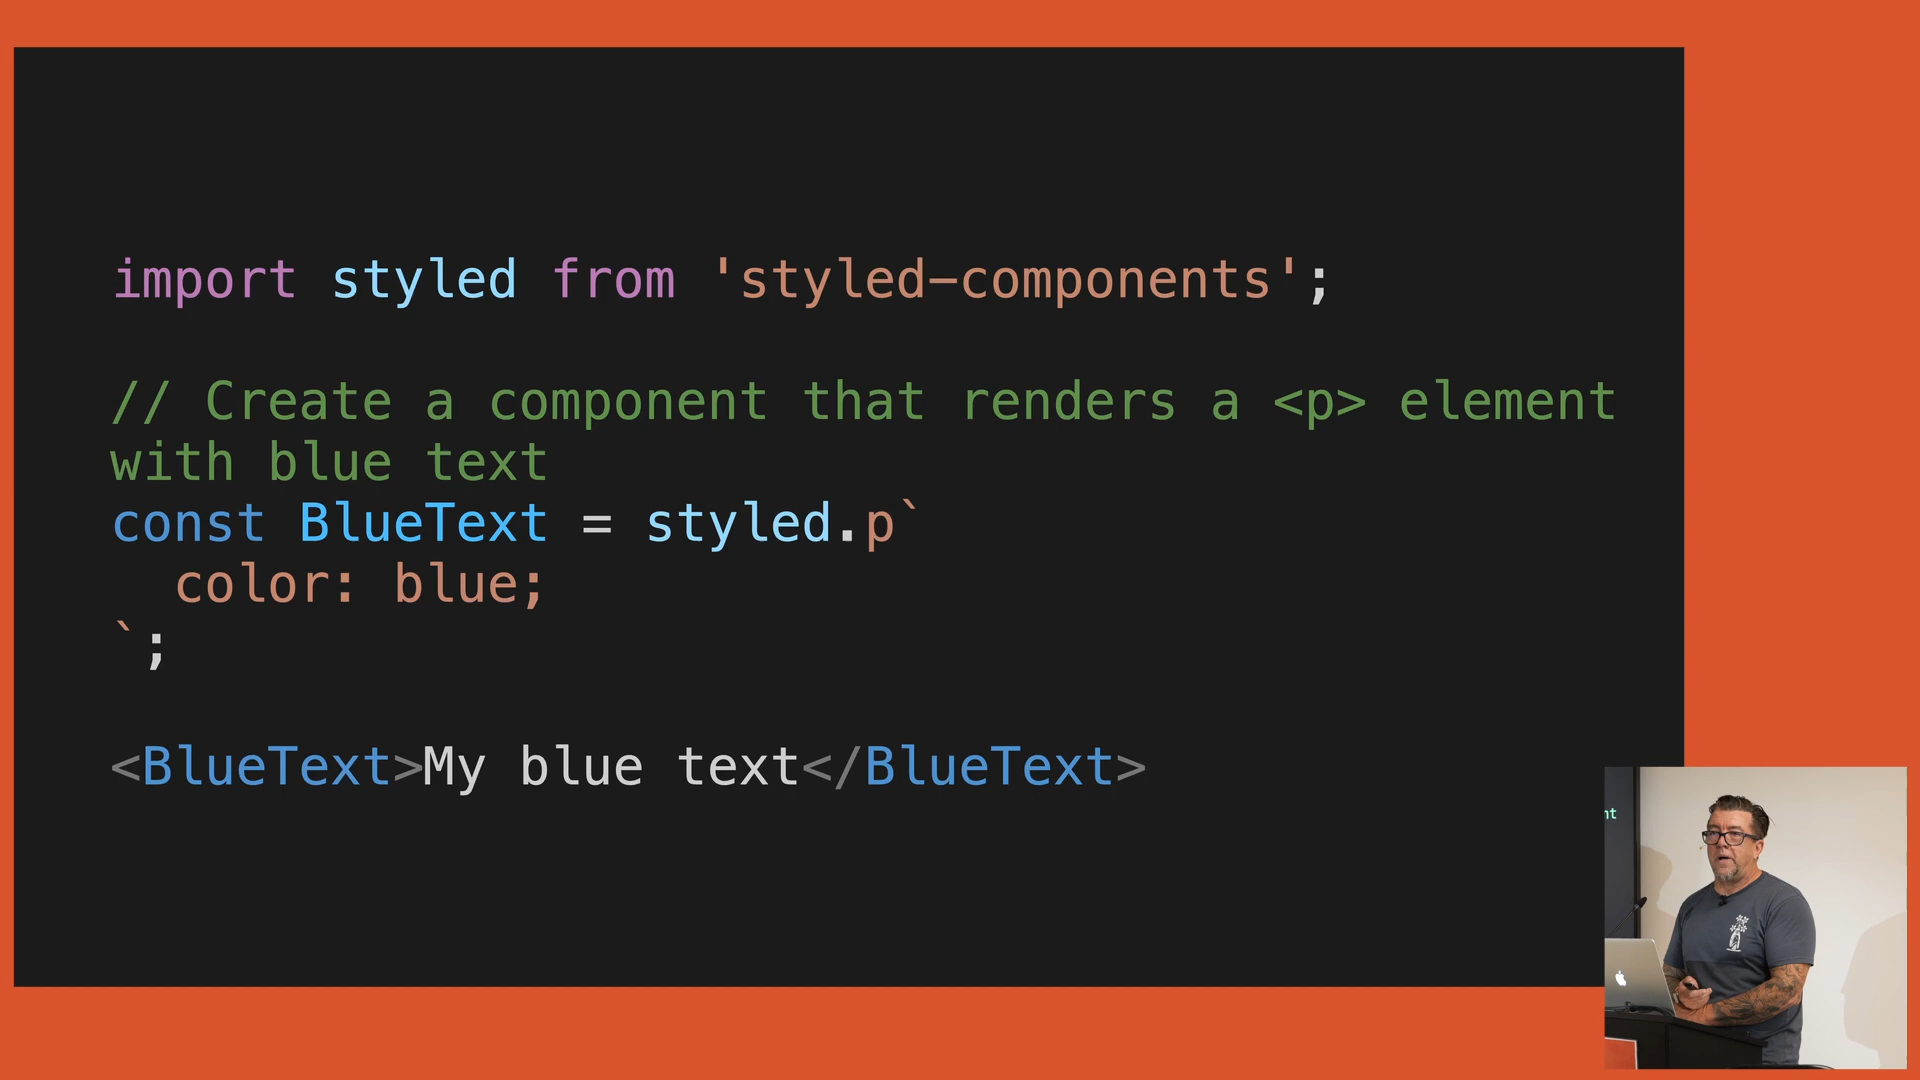 import styled from 'styled-components';
// Create a component that renders a <p> element
with blue text
const BlueText = styled.p`
  color: blue;
`;
<BlueText>My blue text</BlueText>
nt